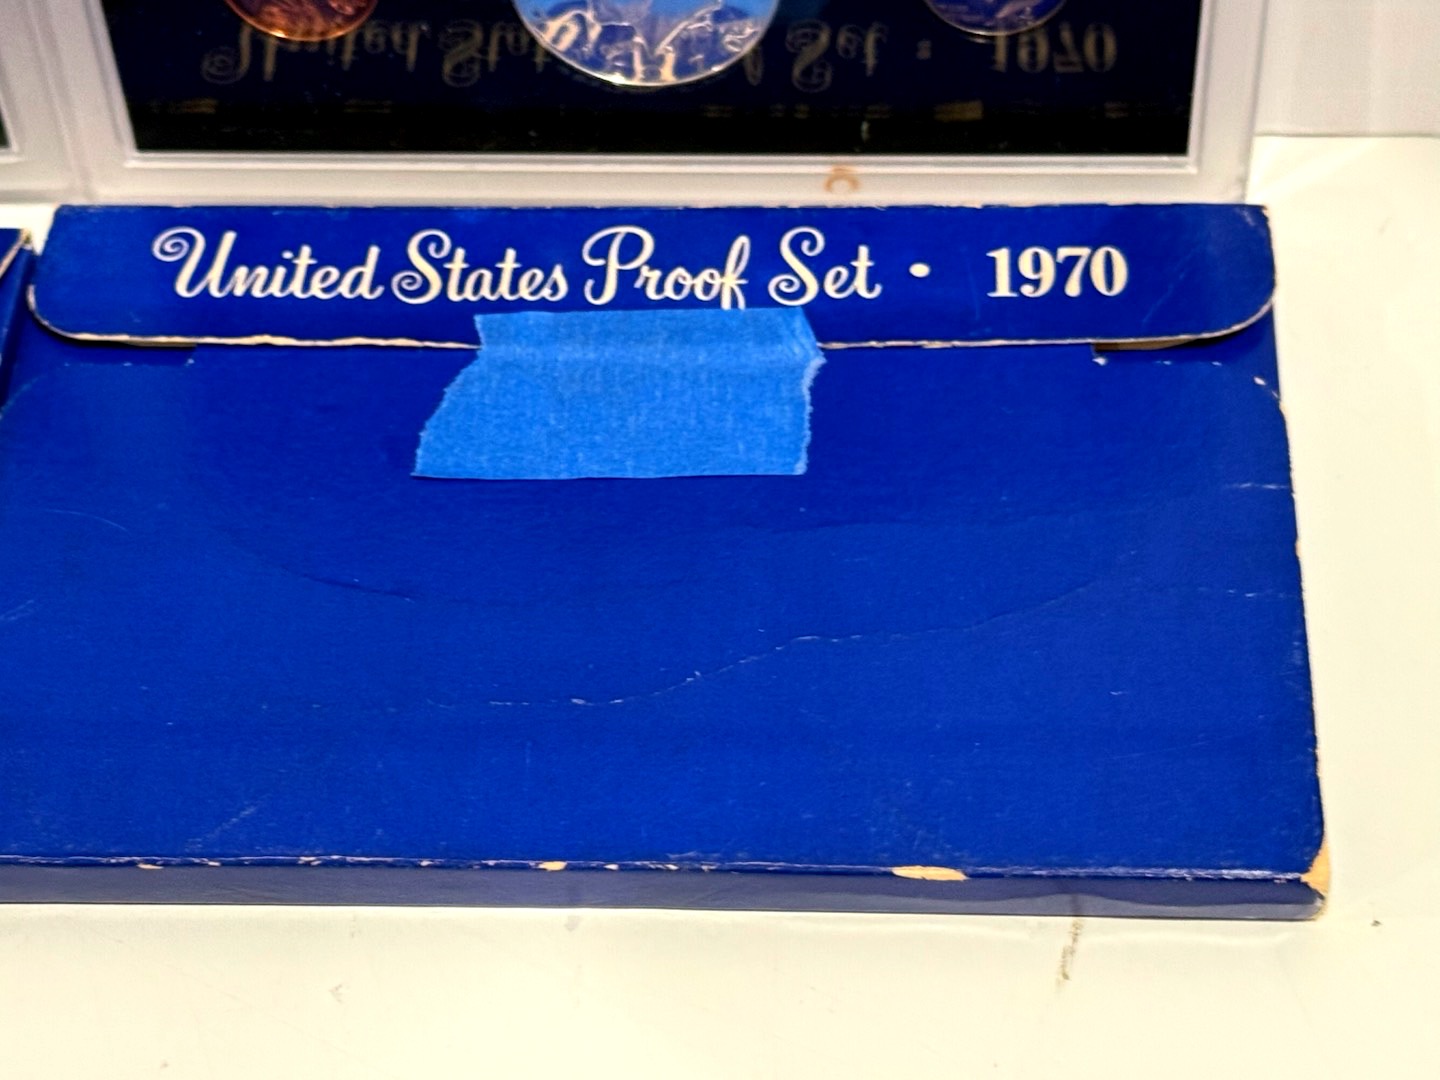 United States Proof Set • 1970